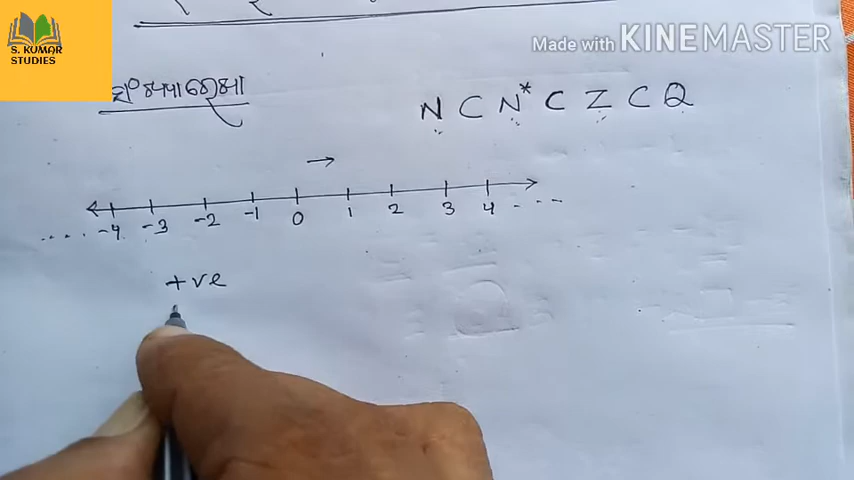 S. KUMAR
STUDIES
Made with KINEMASTER
ସଂଖ୍ୟାରେଖା
N ⊂ N* ⊂ Z ⊂ Q
→
.... -4 -3 -2 -1 0 1 2 3 4 ....
+ve